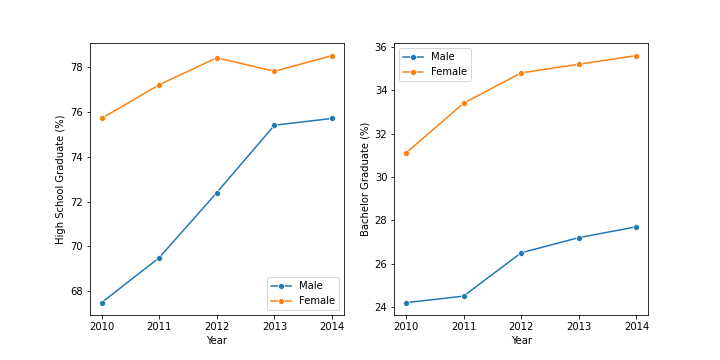 High School Graduate (%)
78
76
74
72
70
68
Male
Female
2010 2011 2012 2013 2014
Year
Bachelor Graduate (%)
36
34
32
30
28
26
24
Male
Female
2010 2011 2012 2013 2014
Year